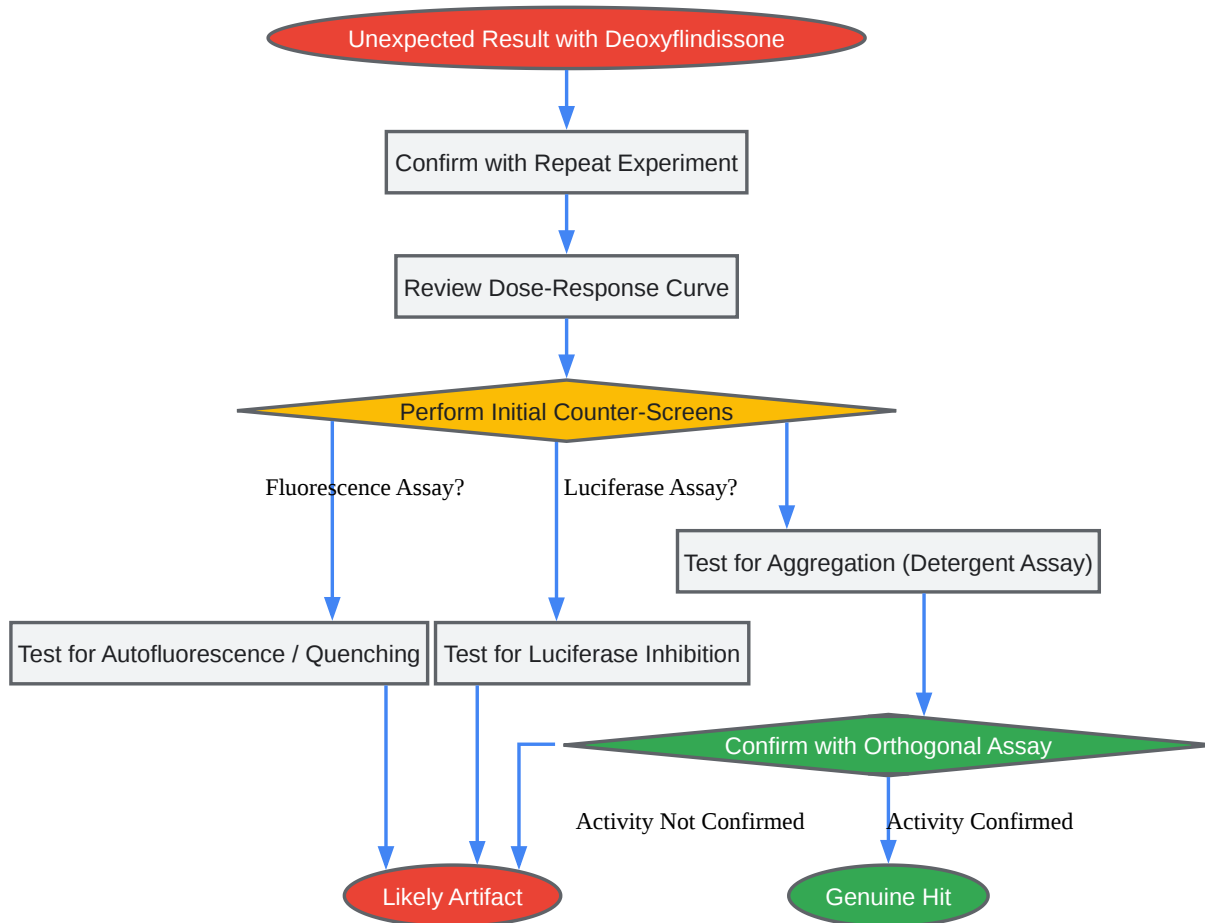 Unexpected Result with Deoxyflindissone
Confirm with Repeat Experiment
Review Dose-Response Curve
Perform Initial Counter-Screens
Fluorescence Assay?
Luciferase Assay?
Test for Aggregation (Detergent Assay)
Test for Autofluorescence / Quenching
Test for Luciferase Inhibition
Confirm with Orthogonal Assay
Activity Not Confirmed
Activity Confirmed
Likely Artifact
Genuine Hit